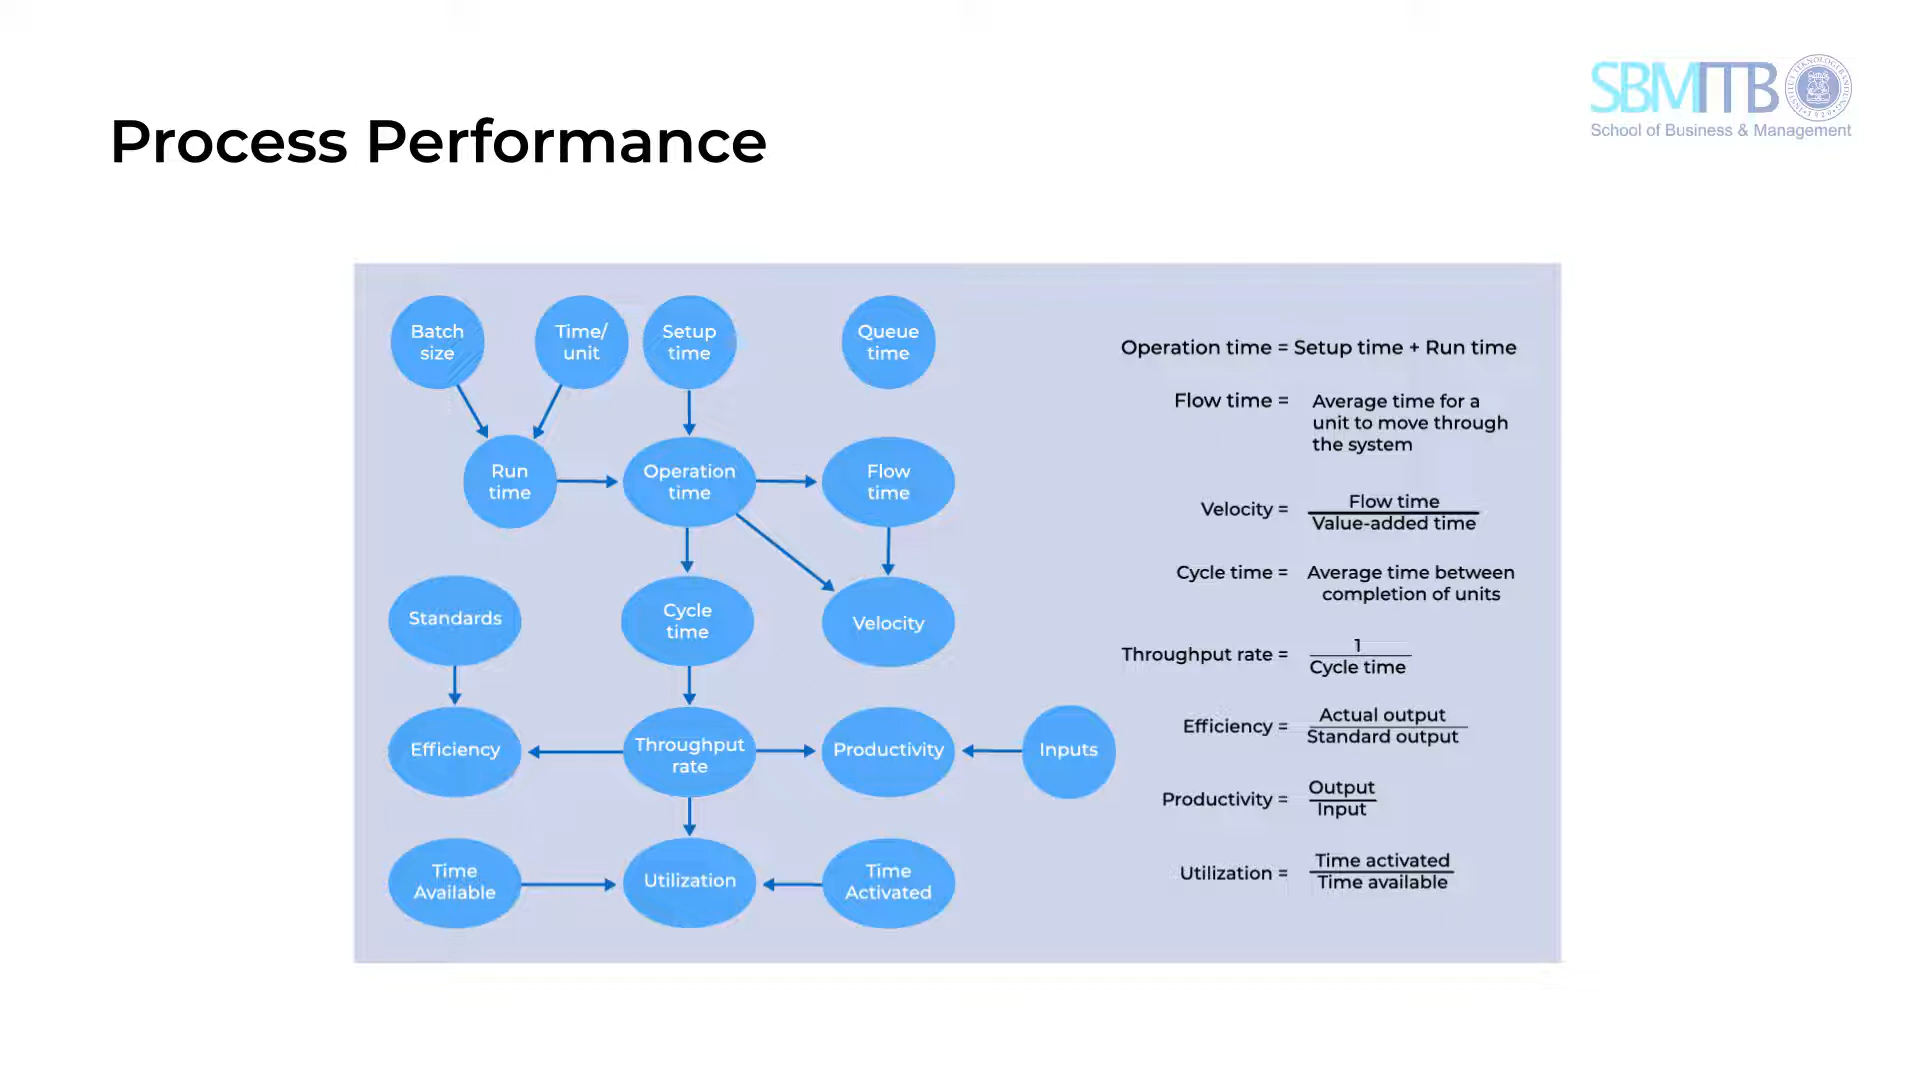 SBM ITB
School of Business & Management
Process Performance
Batch
size
Time/
unit
Setup
time
Queue
time
Run
time
Operation
time
Flow
time
Standards
Cycle
time
Velocity
Efficiency
Throughput
rate
Productivity
Inputs
Time
Available
Utilization
Time
Activated
Operation time = Setup time + Run time
Flow time = Average time for a
unit to move through
the system
Velocity = Flow time
Value-added time
Cycle time = Average time between
completion of units
Throughput rate = 1
Cycle time
Efficiency = Actual output
Standard output
Productivity = Output
Input
Utilization = Time activated
Time available